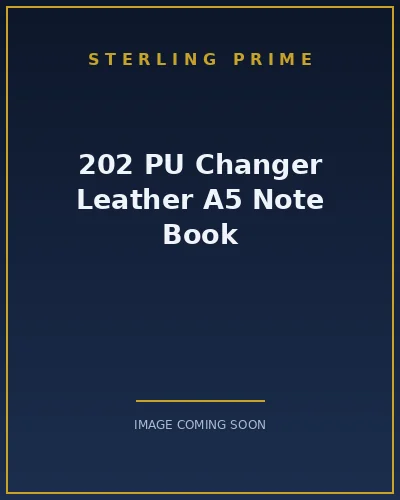 STERLING PRIME
202 PU Changer
Leather A5 Note
Book
IMAGE COMING SOON